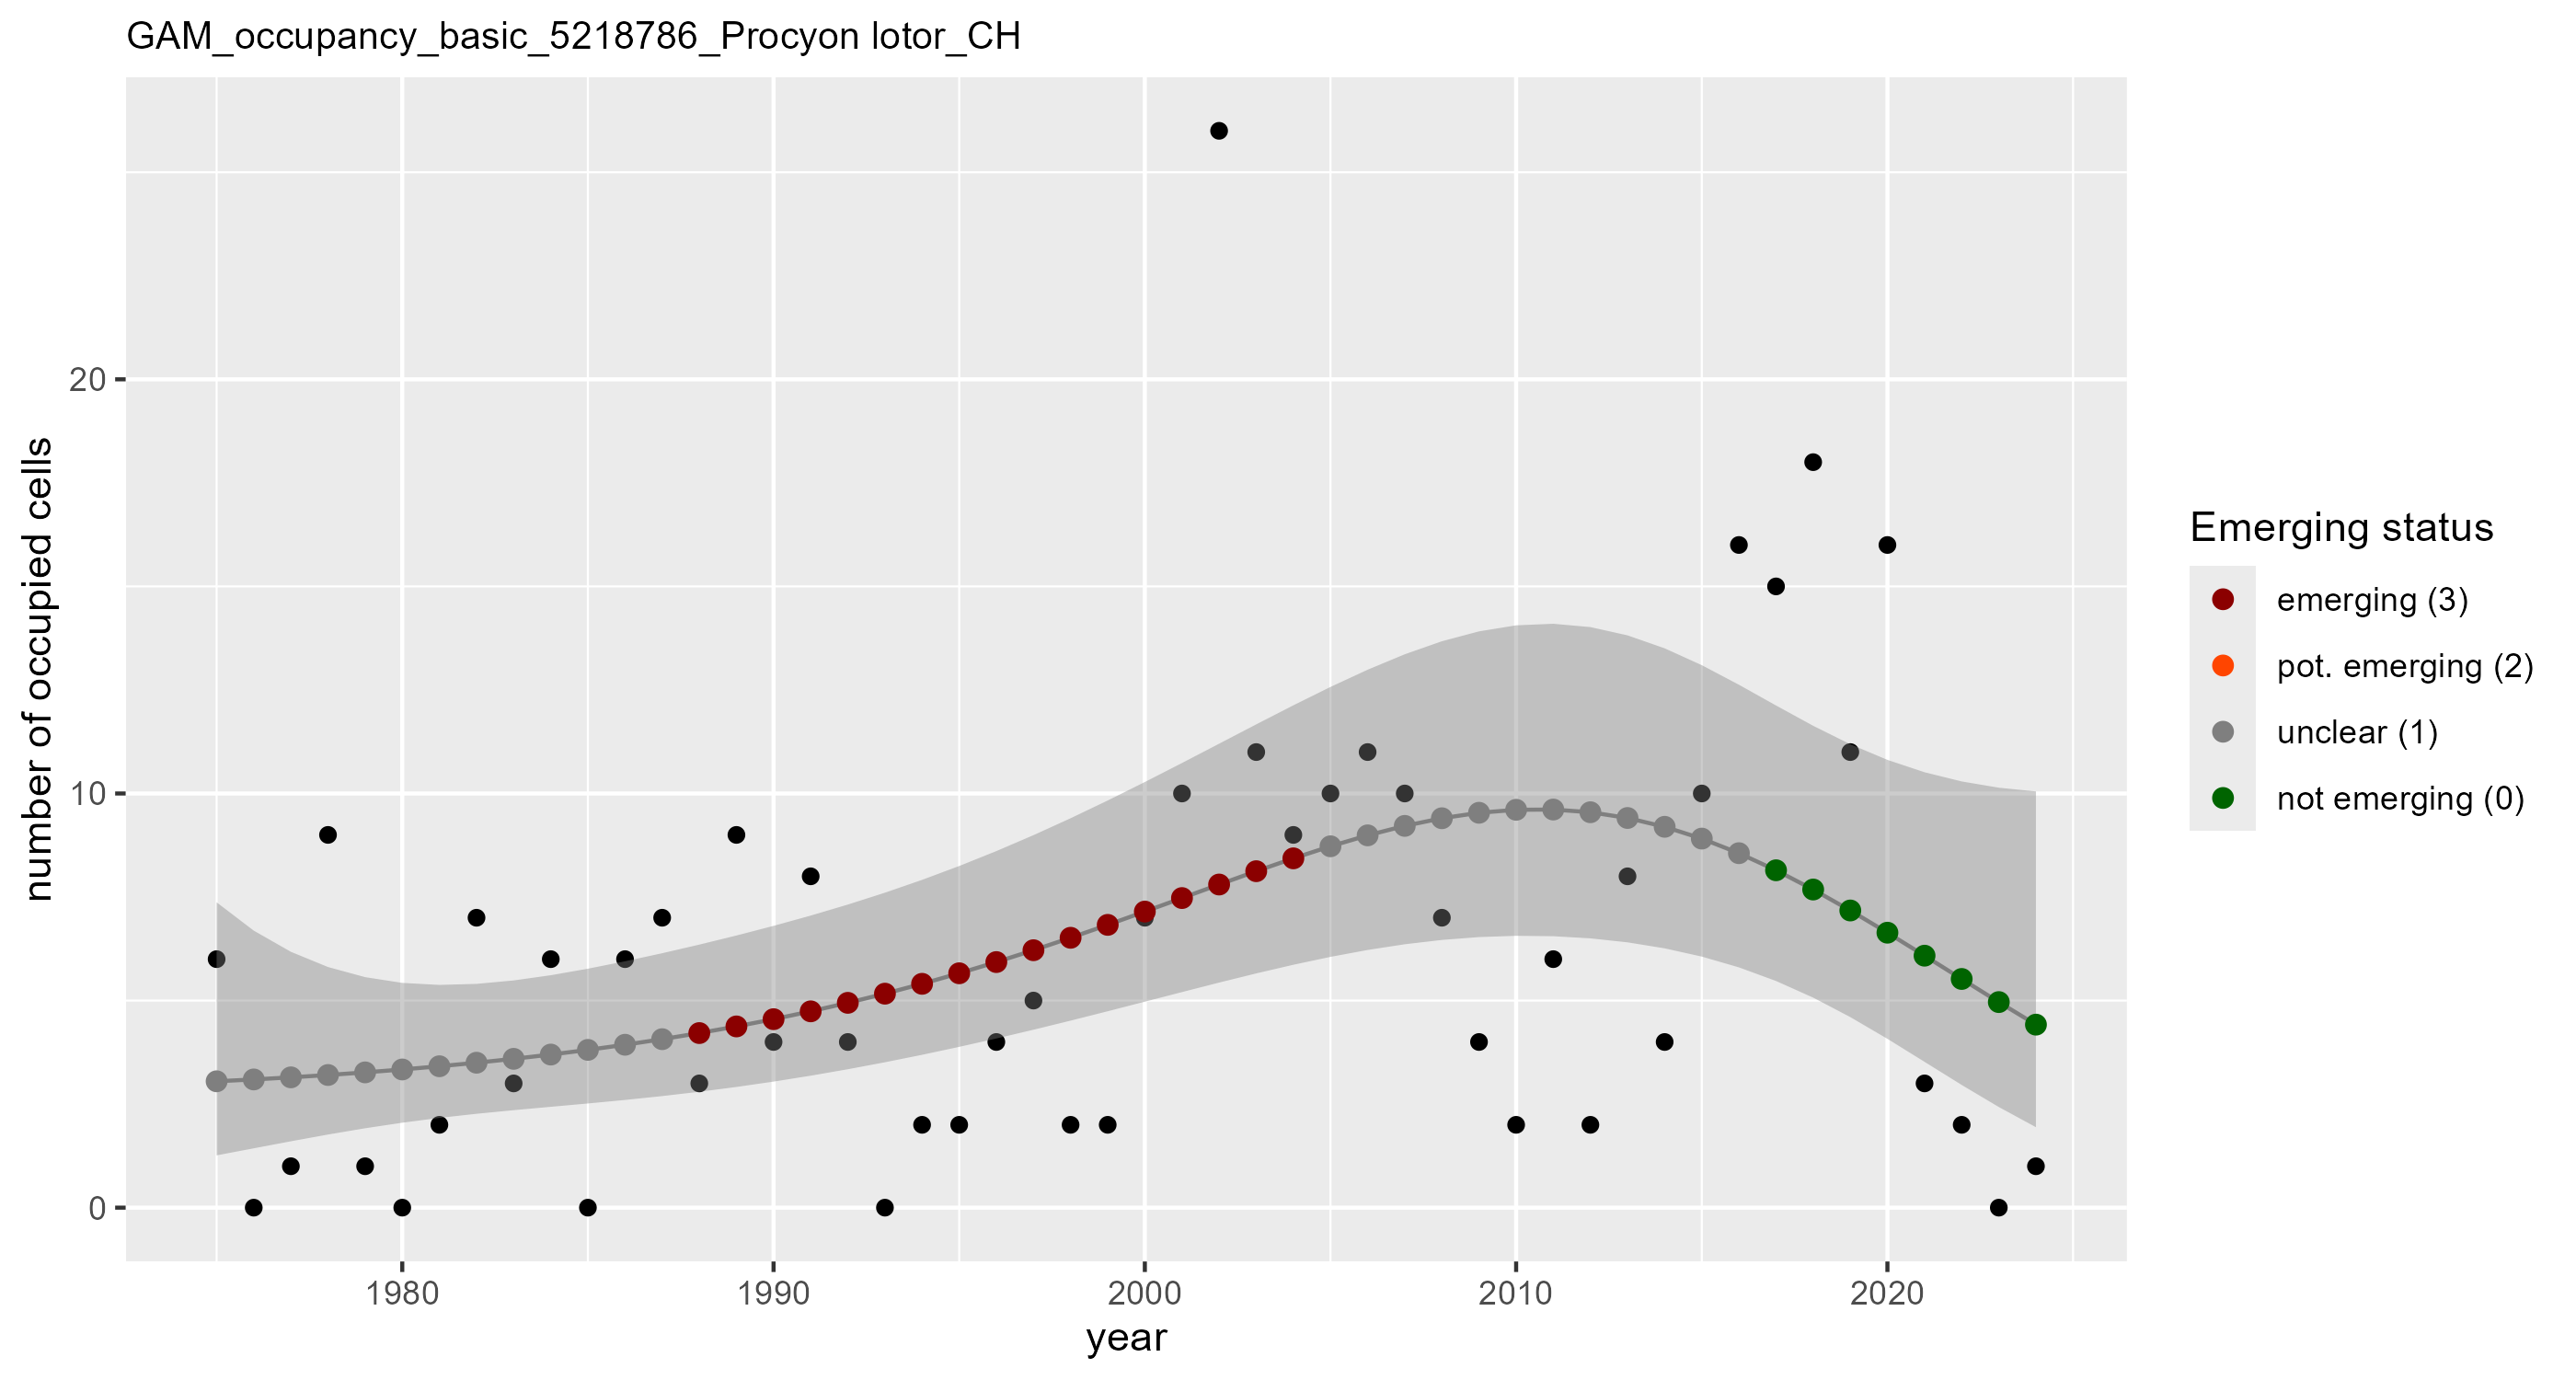 GAM_occupancy_basic_5218786_Procyon lotor_CH
number of occupied cells
20
10
0
1980
1990
2000
2010
2020
year
Emerging status
emerging (3)
pot. emerging (2)
unclear (1)
not emerging (0)